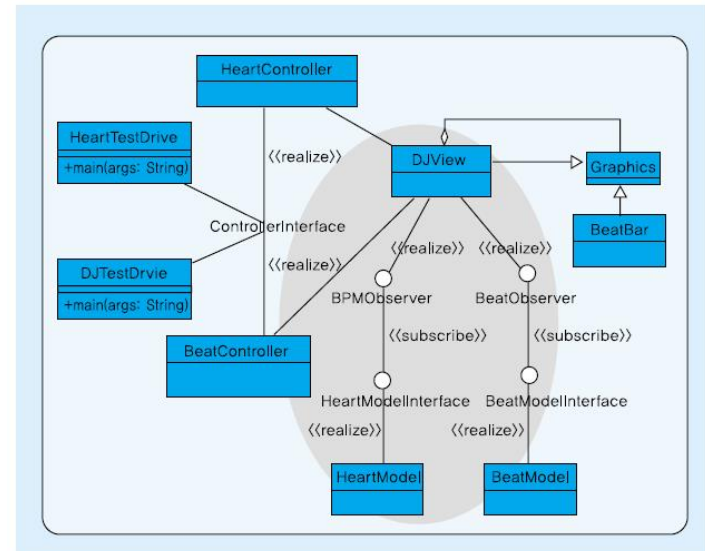 HeartController
HeartTestDrive
+main(args: String)
〈〈realize〉〉
DJView
Graphics
ControllerInterface
BeatBar
DJTestDrvie
+main(args: String)
〈〈realize〉〉
〈〈realize〉〉
〈〈realize〉〉
BPMObserver
BeatObserver
BeatController
〈〈subscribe〉〉
〈〈subscribe〉〉
HeartModelInterface
BeatModelInterface
〈〈realize〉〉
〈〈realize〉〉
HeartModel
BeatModel